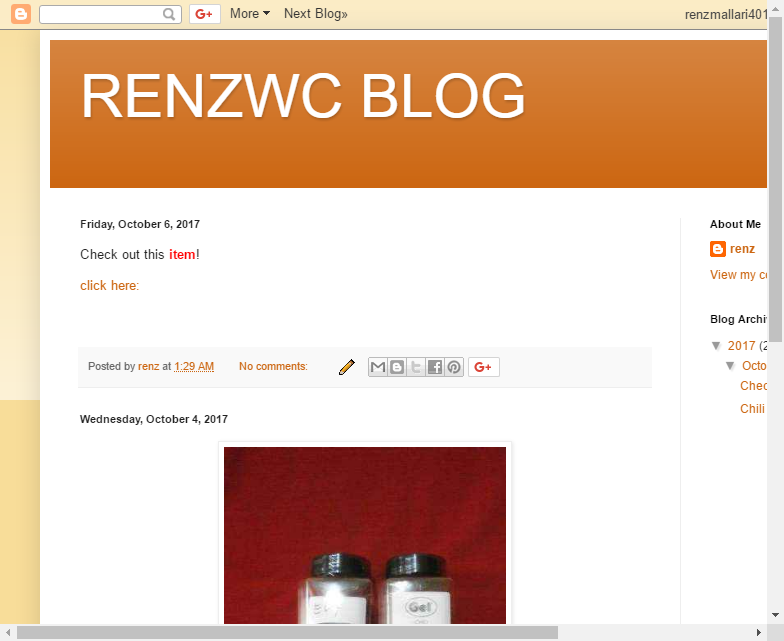 More Next Blog» renzmallari401
RENZWC BLOG
Friday, October 6, 2017
Check out this item!
click here:
Posted by renz at 1:29 AM No comments:
Wednesday, October 4, 2017
Gel
About Me
renz
View my co
Blog Archi
2017 (2
Octo
Chec
Chili